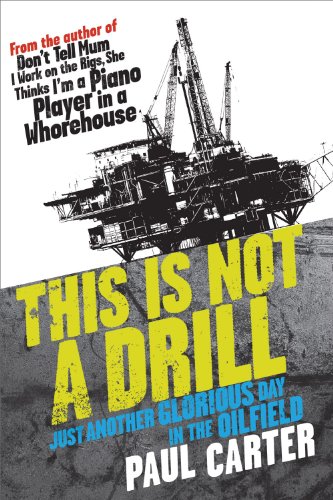 From the author of
Don't Tell Mum
I Work on the Rigs, She
Thinks I'm a Piano
Player in a
Whorehouse
THIS IS NOT
A DRILL
JUST ANOTHER GLORIOUS DAY
IN THE OILFIELD
PAUL CARTER